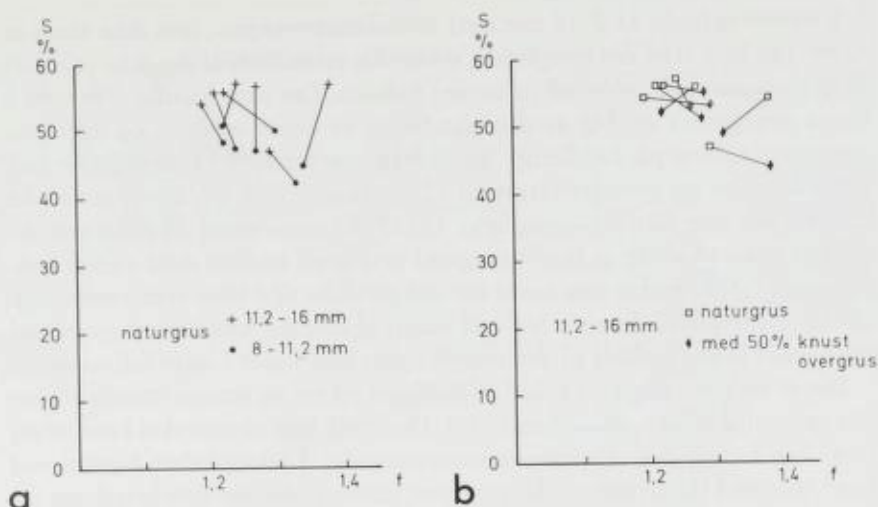 S
%
60
50
40
30
20
10
0
naturgrus
+ 11,2 - 16 mm
• 8 - 11,2 mm
1,2
1,4
f
a
S
%
60
50
40
30
20
10
0
11,2 - 16 mm
naturgrus
med 50% knust
overgrus
1,2
1,4
f
b